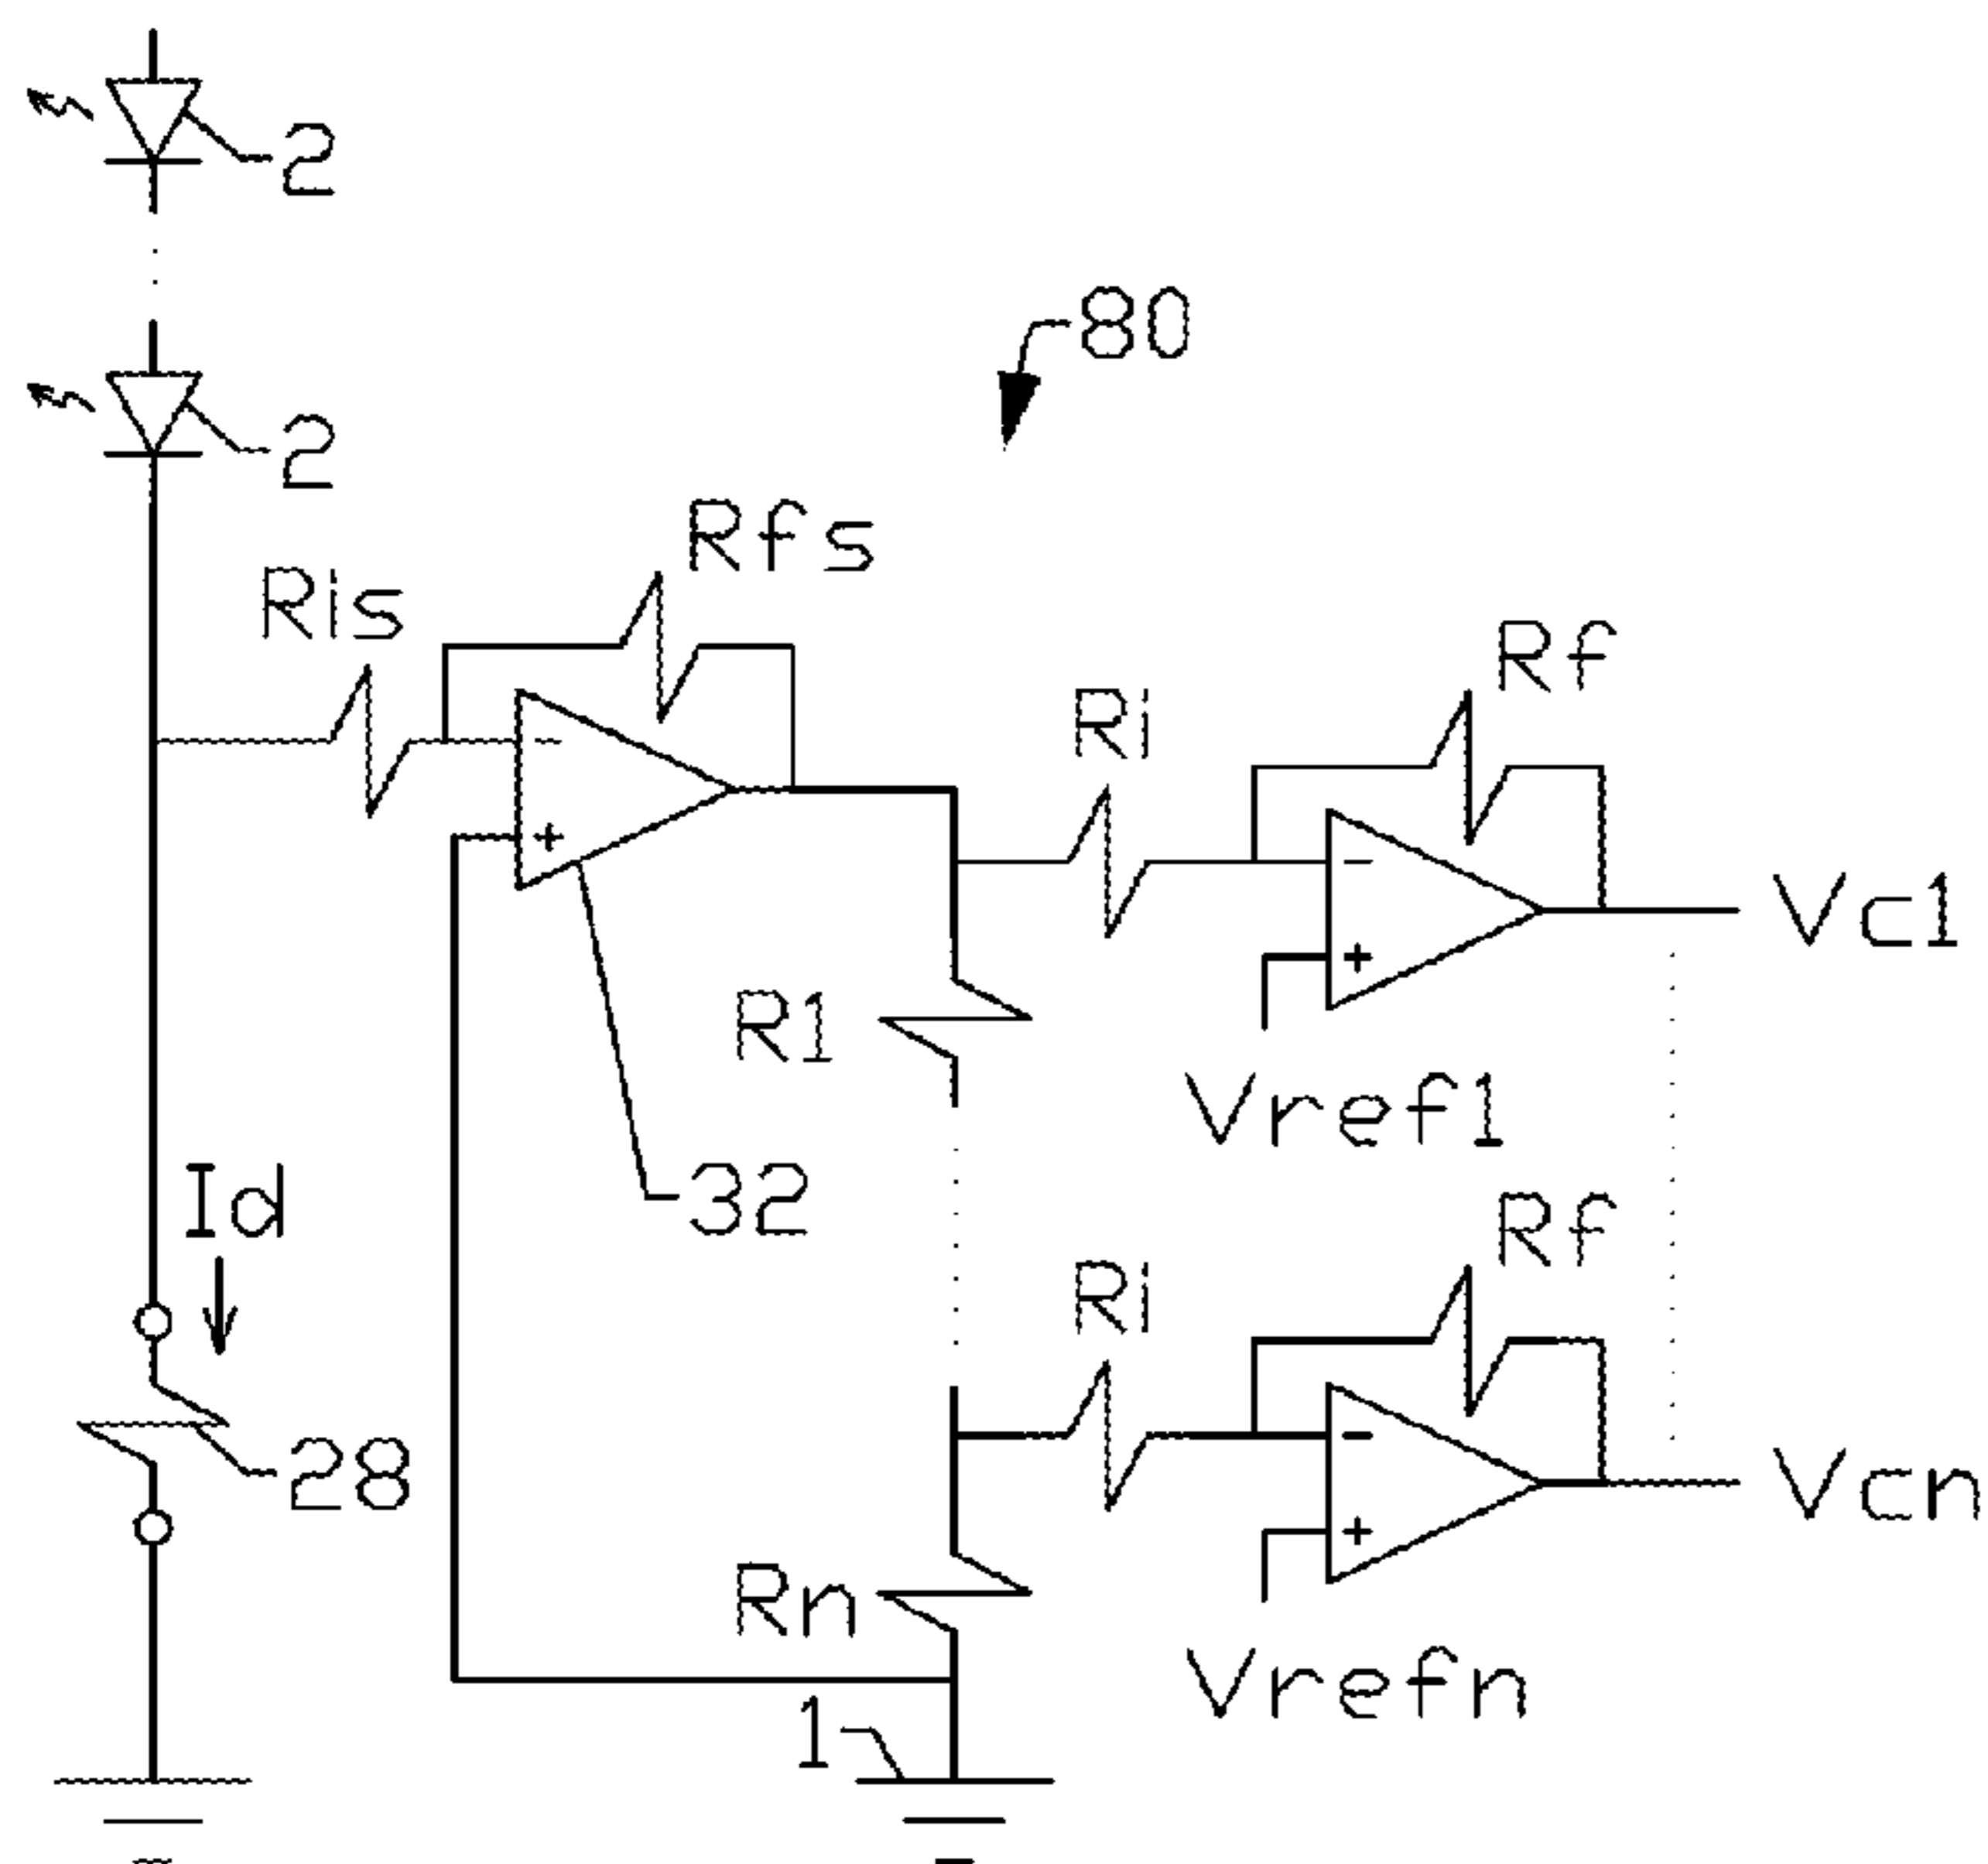 2
80
2
Rfs
Ris
Rf
Ri
-
+
-
Vc1
+
R1
Vref1
Id
32
Rf
Ri
28
-
Vcn
+
Rn
Vrefn
1